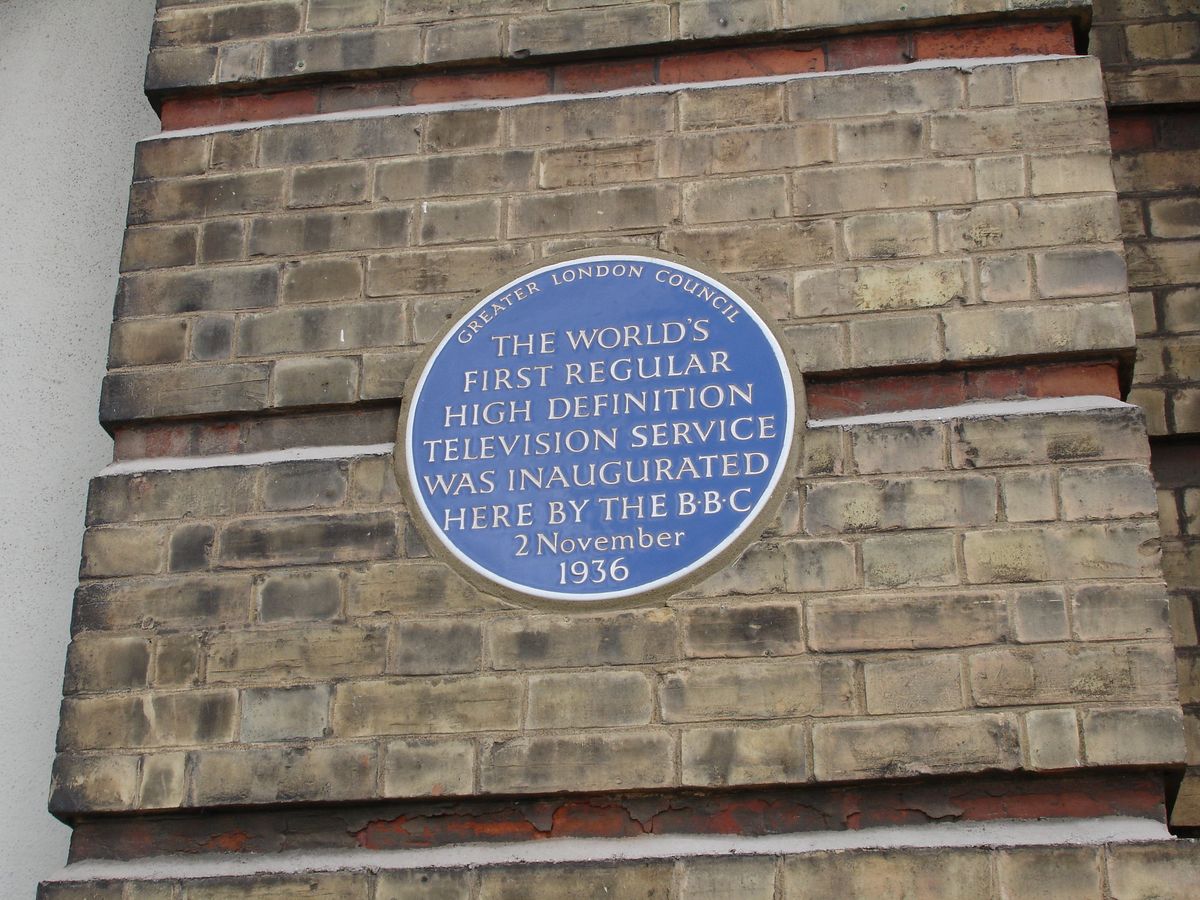 GREATER LONDON COUNCIL
THE WORLD'S
FIRST REGULAR
HIGH DEFINITION
TELEVISION SERVICE
WAS INAUGURATED
HERE BY THE B·B·C
2 November
1936